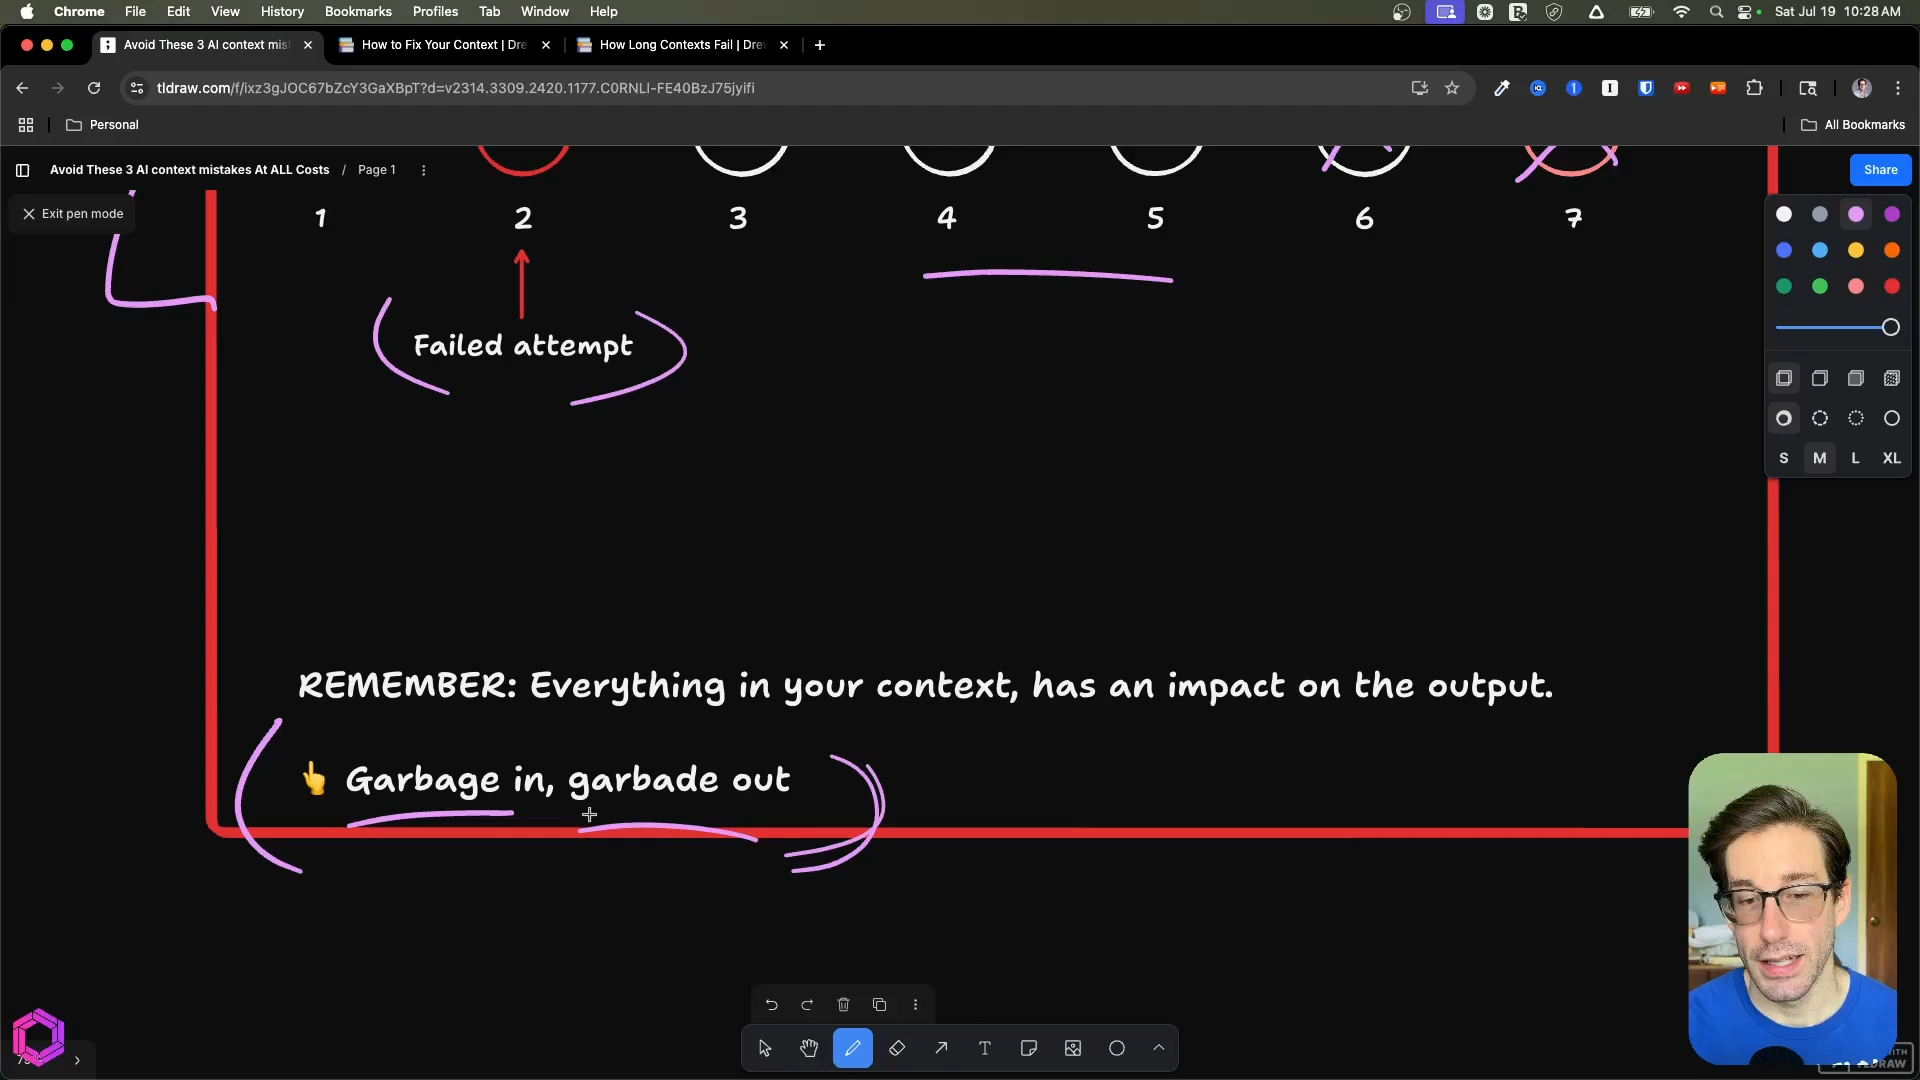 Chrome File Edit View History Bookmarks Profiles Tab Window Help Sat Jul 19 10:28 AM
Avoid These 3 AI context mis How to Fix Your Context | Dre How Long Contexts Fail | Drew
tldraw.com/f/ixz3gJOC67bZcY3GaXBpT?d=v2314.3309.2420.1177.C0RNLl-FE40BzJ75jyifi
Personal All Bookmarks
Avoid These 3 AI context mistakes At ALL Costs / Page 1 Share
Exit pen mode
1 2 3 4 5 6 7
Failed attempt
S M L XL
REMEMBER: Everything in your context, has an impact on the output.
👆 Garbage in, garbade out